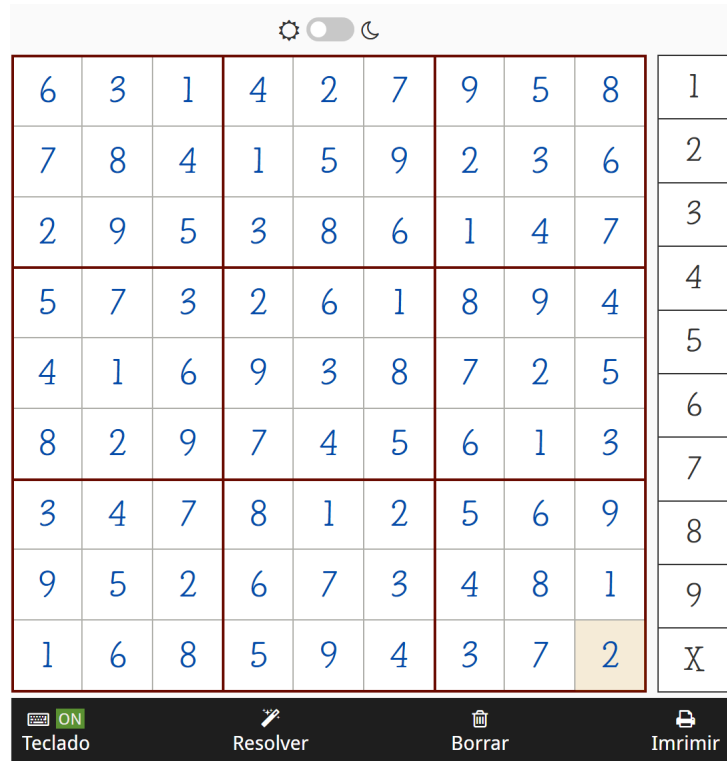 6 3 1 4 2 7 9 5 8
7 8 4 1 5 9 2 3 6
2 9 5 3 8 6 1 4 7
5 7 3 2 6 1 8 9 4
4 1 6 9 3 8 7 2 5
8 2 9 7 4 5 6 1 3
3 4 7 8 1 2 5 6 9
9 5 2 6 7 3 4 8 1
1 6 8 5 9 4 3 7 2
1
2
3
4
5
6
7
8
9
X
ON
Teclado Resolver Borrar Imrimir